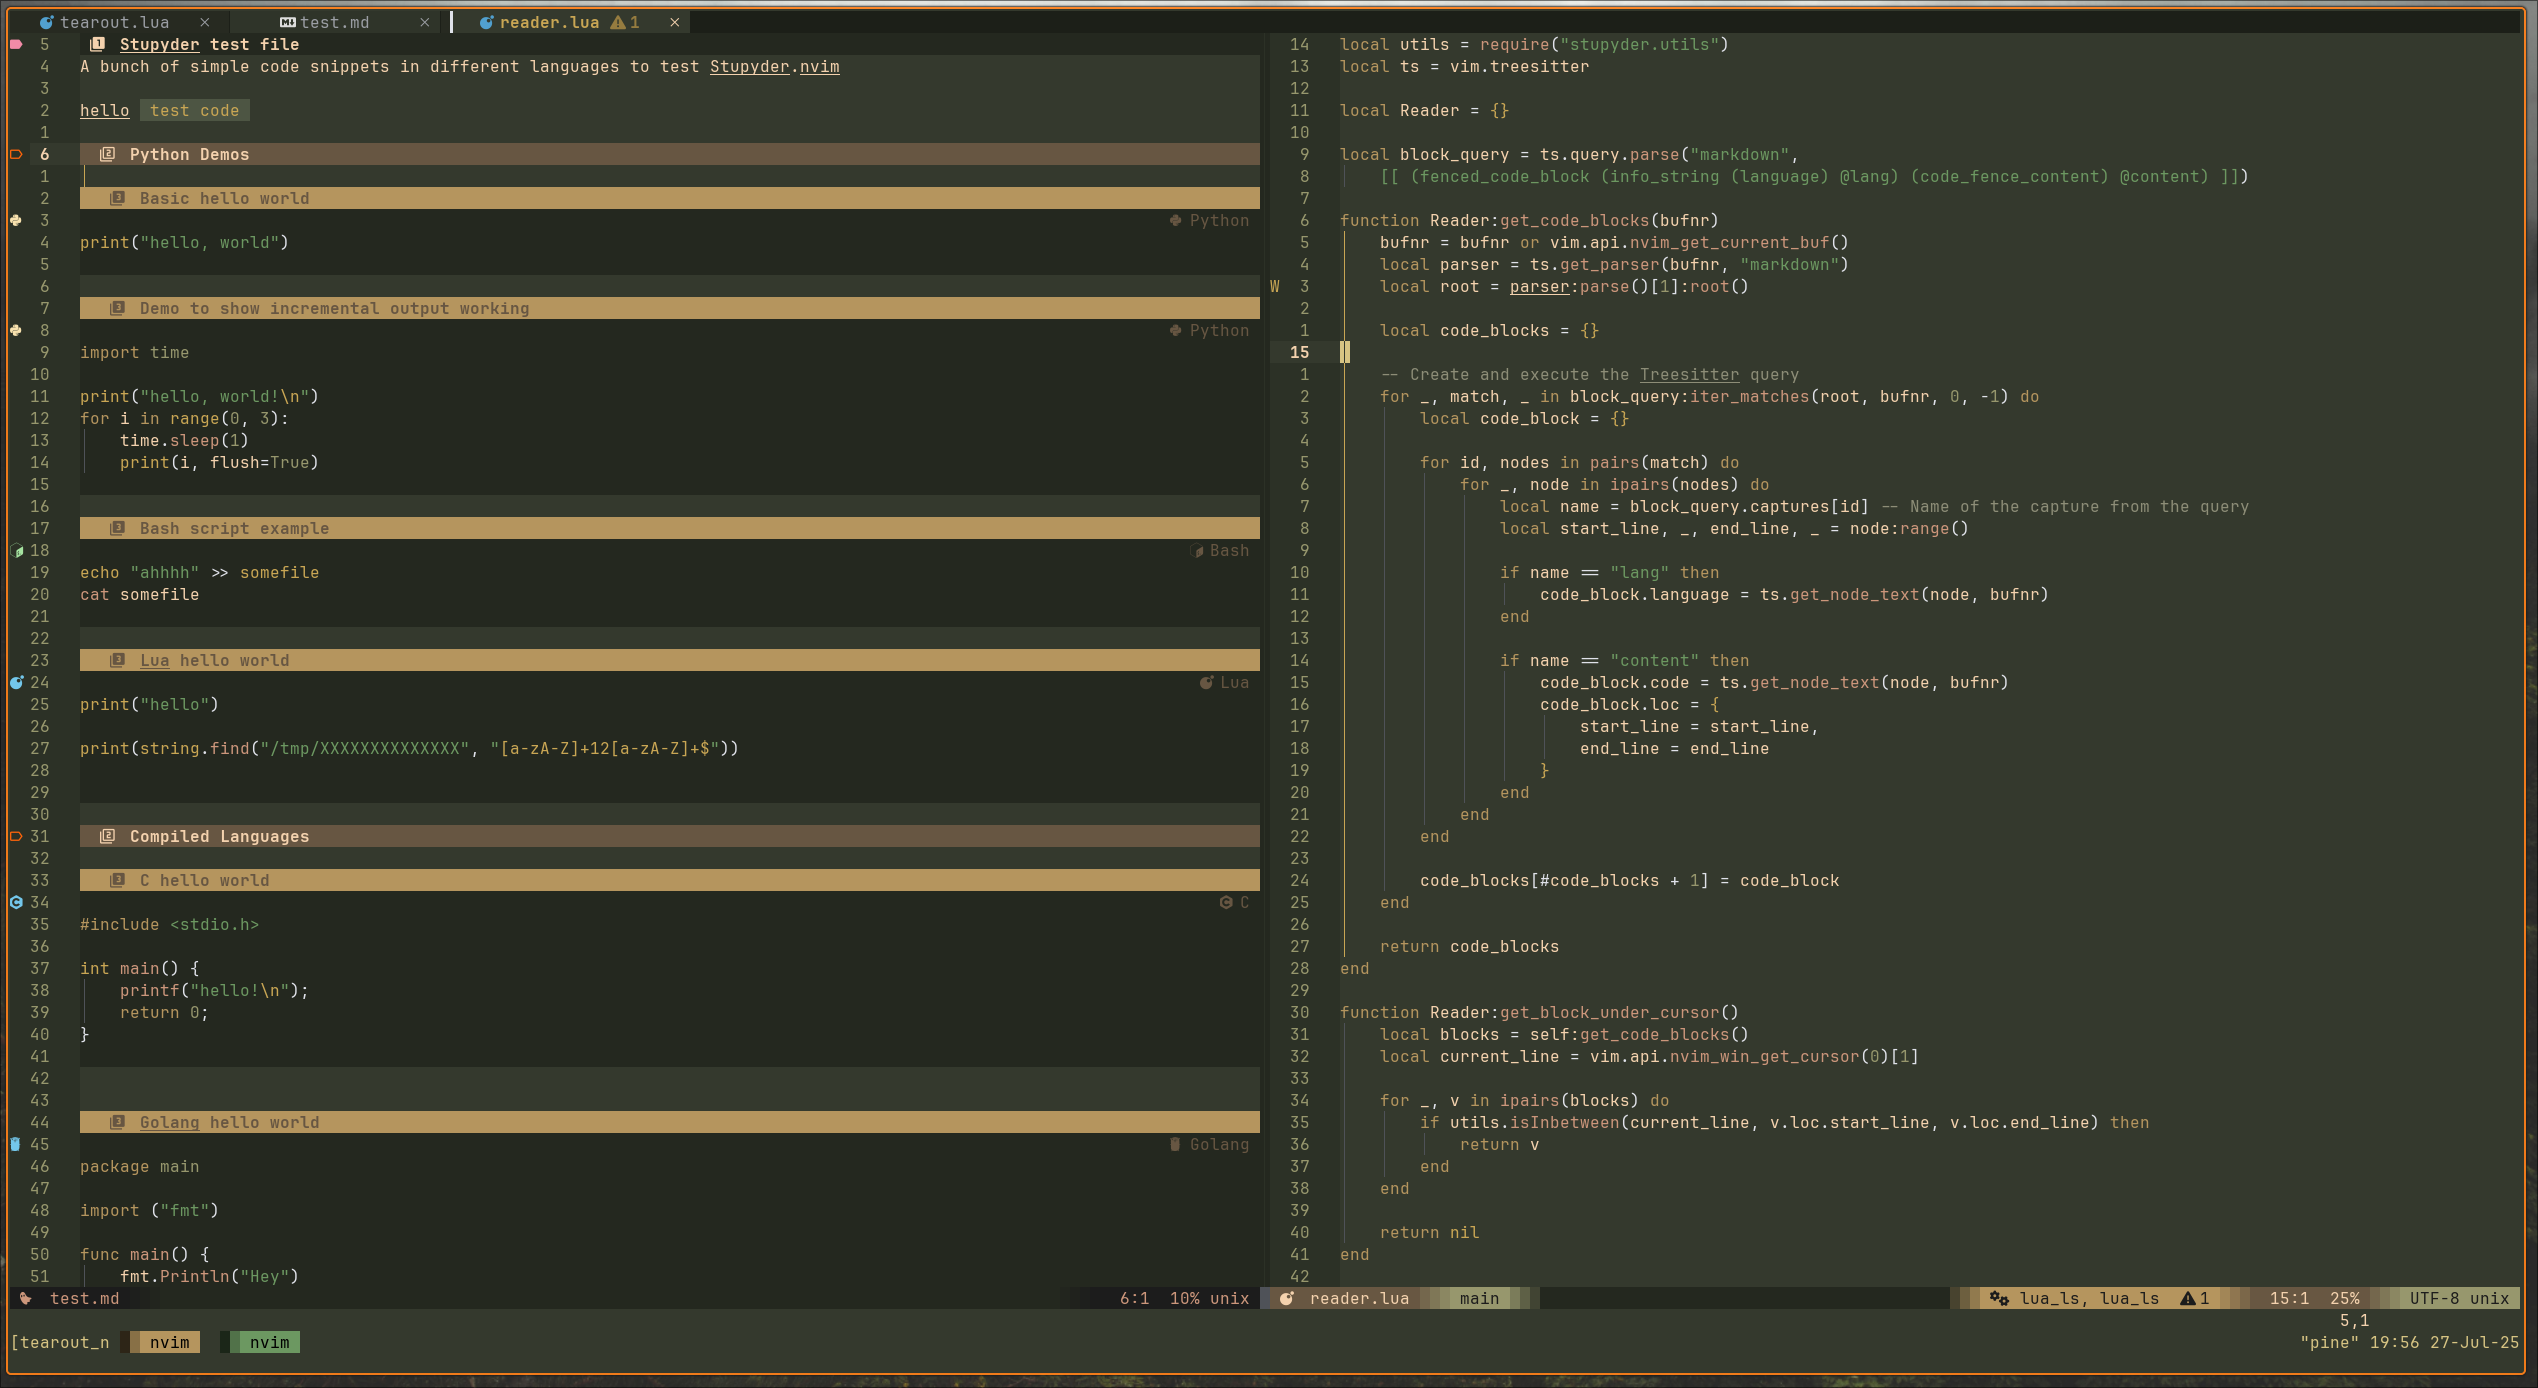 tearout.lua × test.md × reader.lua 1 ×
5 Stupyder test file
4 A bunch of simple code snippets in different languages to test Stupyder.nvim
3
2 hello test code
1
6 Python Demos
1
2 Basic hello world
3 Python
4 print("hello, world")
5
6
7 Demo to show incremental output working
8 Python
9 import time
10
11 print("hello, world!\n")
12 for i in range(0, 3):
13 time.sleep(1)
14 print(i, flush=True)
15
16
17 Bash script example
18 Bash
19 echo "ahhhh" >> somefile
20 cat somefile
21
22
23 Lua hello world
24 Lua
25 print("hello")
26
27 print(string.find("/tmp/XXXXXXXXXXXXXX", "[a-zA-Z]+12[a-zA-Z]+$"))
28
29
30
31 Compiled Languages
32
33 C hello world
34 C
35 #include <stdio.h>
36
37 int main() {
38 printf("hello!\n");
39 return 0;
40 }
41
42
43
44 Golang hello world
45 Golang
46 package main
47
48 import ("fmt")
49
50 func main() {
51 fmt.Println("Hey")
test.md 6:1 10% unix
14 local utils = require("stupyder.utils")
13 local ts = vim.treesitter
12
11 local Reader = {}
10
9 local block_query = ts.query.parse("markdown",
8 [[ (fenced_code_block (info_string (language) @lang) (code_fence_content) @content) ]])
7
6 function Reader:get_code_blocks(bufnr)
5 bufnr = bufnr or vim.api.nvim_get_current_buf()
4 local parser = ts.get_parser(bufnr, "markdown")
W 3 local root = parser:parse()[1]:root()
2
1 local code_blocks = {}
15
1 -- Create and execute the Treesitter query
2 for _, match, _ in block_query:iter_matches(root, bufnr, 0, -1) do
3 local code_block = {}
4
5 for id, nodes in pairs(match) do
6 for _, node in ipairs(nodes) do
7 local name = block_query.captures[id] -- Name of the capture from the query
8 local start_line, _, end_line, _ = node:range()
9
10 if name == "lang" then
11 code_block.language = ts.get_node_text(node, bufnr)
12 end
13
14 if name == "content" then
15 code_block.code = ts.get_node_text(node, bufnr)
16 code_block.loc = {
17 start_line = start_line,
18 end_line = end_line
19 }
20 end
21 end
22 end
23
24 code_blocks[#code_blocks + 1] = code_block
25 end
26
27 return code_blocks
28 end
29
30 function Reader:get_block_under_cursor()
31 local blocks = self:get_code_blocks()
32 local current_line = vim.api.nvim_win_get_cursor(0)[1]
33
34 for _, v in ipairs(blocks) do
35 if utils.isInbetween(current_line, v.loc.start_line, v.loc.end_line) then
36 return v
37 end
38 end
39
40 return nil
41 end
42
reader.lua main lua_ls, lua_ls 1 15:1 25% UTF-8 unix
5,1
[tearout_n nvim nvim "pine" 19:56 27-Jul-25